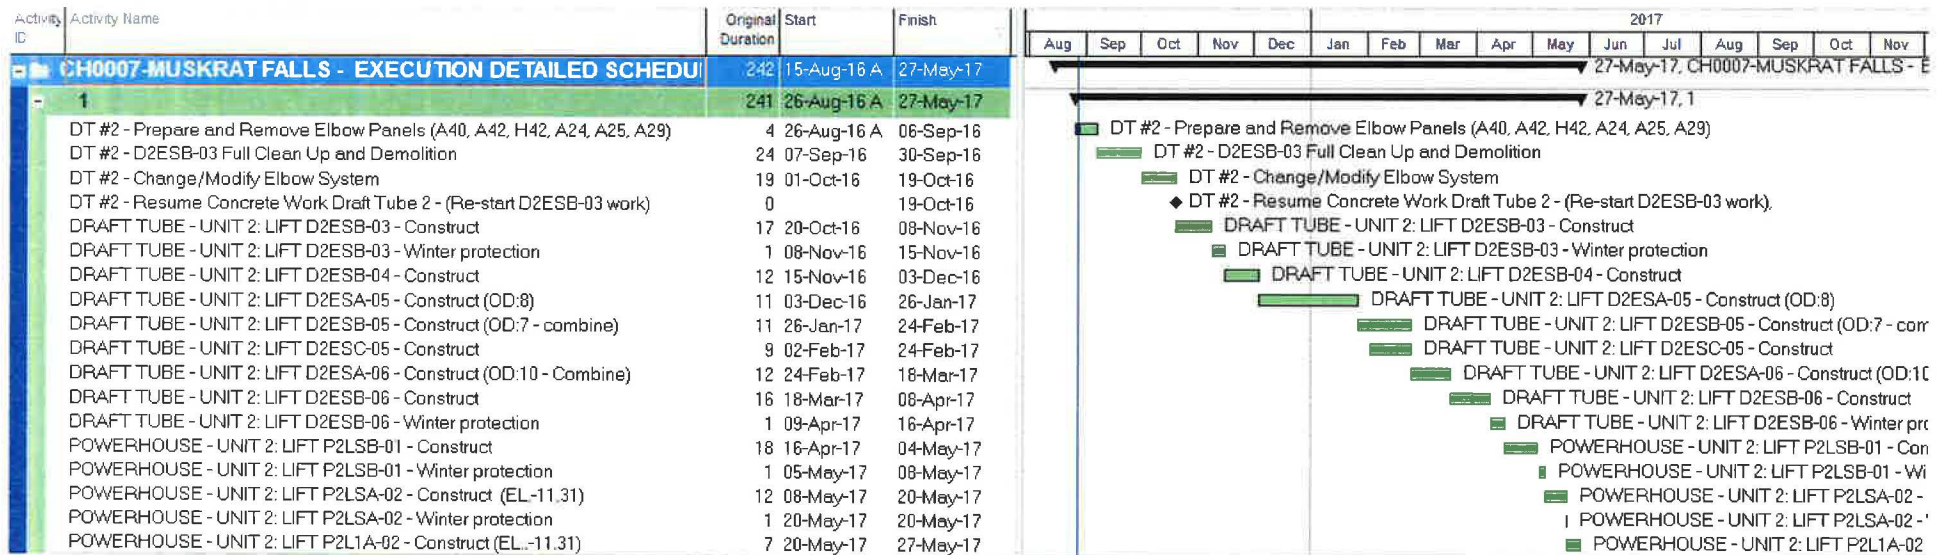 Activity ID Activity Name Original Duration Start Finish 2017
Aug Sep Oct Nov Dec Jan Feb Mar Apr May Jun Jul Aug Sep Oct Nov
CH0007-MUSKRAT FALLS - EXECUTION DETAILED SCHEDUI 242 15-Aug-16 A 27-May-17 27-May-17, CH0007-MUSKRAT FALLS - E
1 241 26-Aug-16 A 27-May-17 27-May-17, 1
DT #2 - Prepare and Remove Elbow Panels (A40, A42, H42, A24, A25, A29) 4 26-Aug-16 A 06-Sep-16 DT #2 - Prepare and Remove Elbow Panels (A40, A42, H42, A24, A25, A29)
DT #2 - D2ESB-03 Full Clean Up and Demolition 24 07-Sep-16 30-Sep-16 DT #2 - D2ESB-03 Full Clean Up and Demolition
DT #2 - Change/Modify Elbow System 19 01-Oct-16 19-Oct-16 DT #2 - Change/Modify Elbow System
DT #2 - Resume Concrete Work Draft Tube 2 - (Re-start D2ESB-03 work) 0 19-Oct-16 DT #2 - Resume Concrete Work Draft Tube 2 - (Re-start D2ESB-03 work),
DRAFT TUBE - UNIT 2: LIFT D2ESB-03 - Construct 17 20-Oct-16 08-Nov-16 DRAFT TUBE - UNIT 2: LIFT D2ESB-03 - Construct
DRAFT TUBE - UNIT 2: LIFT D2ESB-03 - Winter protection 1 08-Nov-16 15-Nov-16 DRAFT TUBE - UNIT 2: LIFT D2ESB-03 - Winter protection
DRAFT TUBE - UNIT 2: LIFT D2ESB-04 - Construct 12 15-Nov-16 03-Dec-16 DRAFT TUBE - UNIT 2: LIFT D2ESB-04 - Construct
DRAFT TUBE - UNIT 2: LIFT D2ESA-05 - Construct (OD:8) 11 03-Dec-16 26-Jan-17 DRAFT TUBE - UNIT 2: LIFT D2ESA-05 - Construct (OD:8)
DRAFT TUBE - UNIT 2: LIFT D2ESB-05 - Construct (OD:7 - combine) 11 26-Jan-17 24-Feb-17 DRAFT TUBE - UNIT 2: LIFT D2ESB-05 - Construct (OD:7 - com
DRAFT TUBE - UNIT 2: LIFT D2ESC-05 - Construct 9 02-Feb-17 24-Feb-17 DRAFT TUBE - UNIT 2: LIFT D2ESC-05 - Construct
DRAFT TUBE - UNIT 2: LIFT D2ESA-06 - Construct (OD:10 - Combine) 12 24-Feb-17 18-Mar-17 DRAFT TUBE - UNIT 2: LIFT D2ESA-06 - Construct (OD:10
DRAFT TUBE - UNIT 2: LIFT D2ESB-06 - Construct 16 18-Mar-17 08-Apr-17 DRAFT TUBE - UNIT 2: LIFT D2ESB-06 - Construct
DRAFT TUBE - UNIT 2: LIFT D2ESB-06 - Winter protection 1 09-Apr-17 16-Apr-17 DRAFT TUBE - UNIT 2: LIFT D2ESB-06 - Winter pro
POWERHOUSE - UNIT 2: LIFT P2LSB-01 - Construct 18 16-Apr-17 04-May-17 POWERHOUSE - UNIT 2: LIFT P2LSB-01 - Con
POWERHOUSE - UNIT 2: LIFT P2LSB-01 - Winter protection 1 05-May-17 08-May-17 POWERHOUSE - UNIT 2: LIFT P2LSB-01 - Wi
POWERHOUSE - UNIT 2: LIFT P2LSA-02 - Construct (EL.-11.31) 12 08-May-17 20-May-17 POWERHOUSE - UNIT 2: LIFT P2LSA-02 -
POWERHOUSE - UNIT 2: LIFT P2LSA-02 - Winter protection 1 20-May-17 20-May-17 POWERHOUSE - UNIT 2: LIFT P2LSA-02 - '
POWERHOUSE - UNIT 2: LIFT P2L1A-02 - Construct (EL..-11.31) 7 20-May-17 27-May-17 POWERHOUSE - UNIT 2: LIFT P2L1A-02